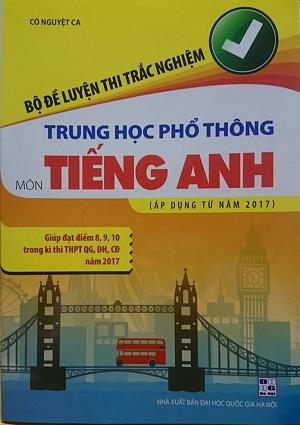 CÔ NGUYỆT CA
BỘ ĐỀ LUYỆN THI TRẮC NGHIỆM
TRUNG HỌC PHỔ THÔNG
MÔN TIẾNG ANH
(ÁP DỤNG TỪ NĂM 2017)
Giúp đạt điểm 8, 9, 10
trong kì thi THPT QG, ĐH, CĐ
năm 2017
NHÀ XUẤT BẢN ĐẠI HỌC QUỐC GIA HÀ NỘI